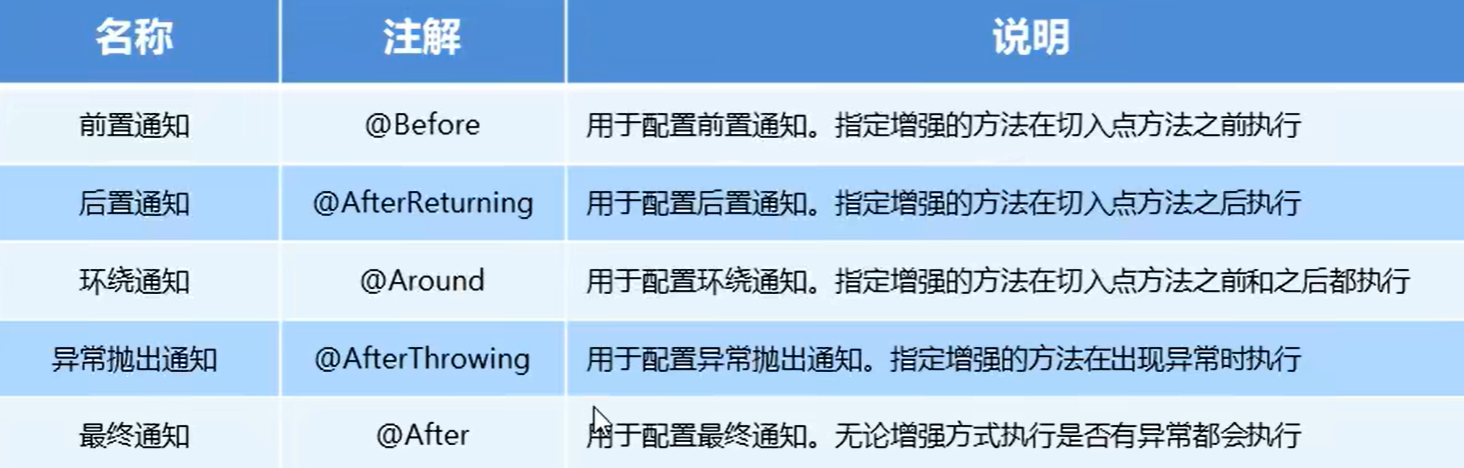 名称 注解 说明
前置通知 @Before 用于配置前置通知。指定增强的方法在切入点方法之前执行
后置通知 @AfterReturning 用于配置后置通知。指定增强的方法在切入点方法之后执行
环绕通知 @Around 用于配置环绕通知。指定增强的方法在切入点方法之前和之后都执行
异常抛出通知 @AfterThrowing 用于配置异常抛出通知。指定增强的方法在出现异常时执行
最终通知 @After 用于配置最终通知。无论增强方式执行是否有异常都会执行